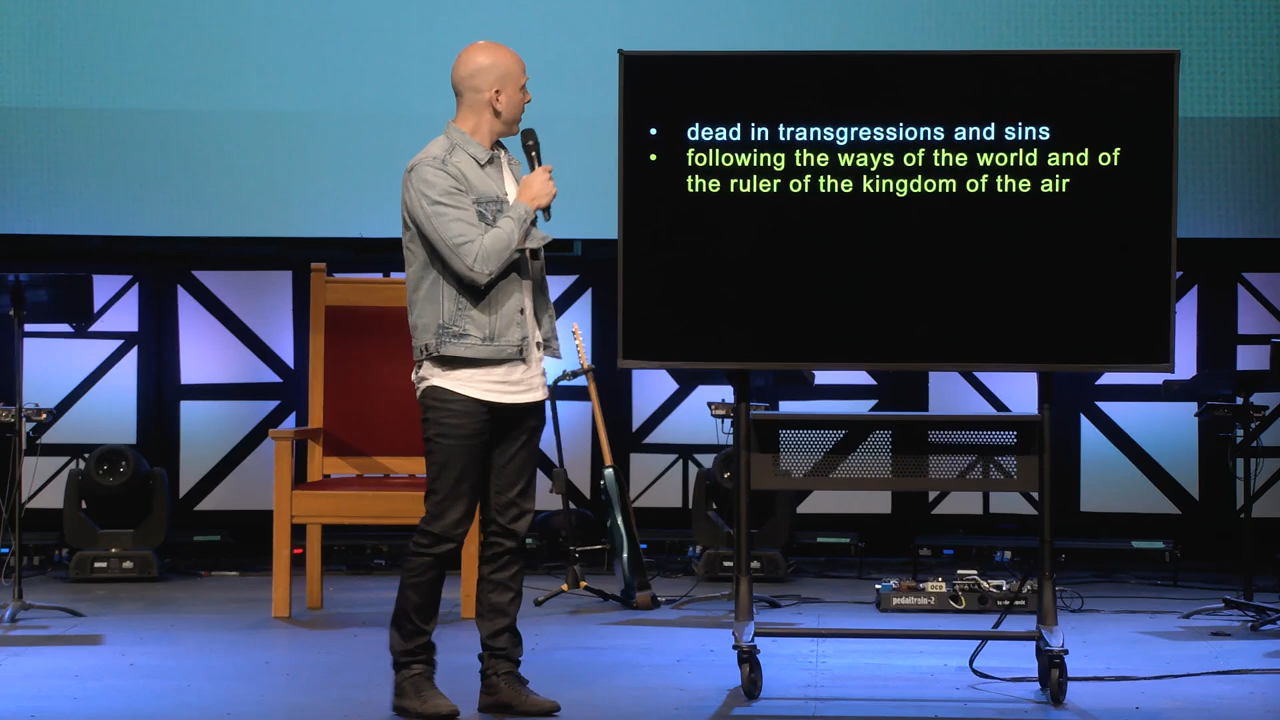 • dead in transgressions and sins
• following the ways of the world and of
the ruler of the kingdom of the air
OCD
pedaltrain-2